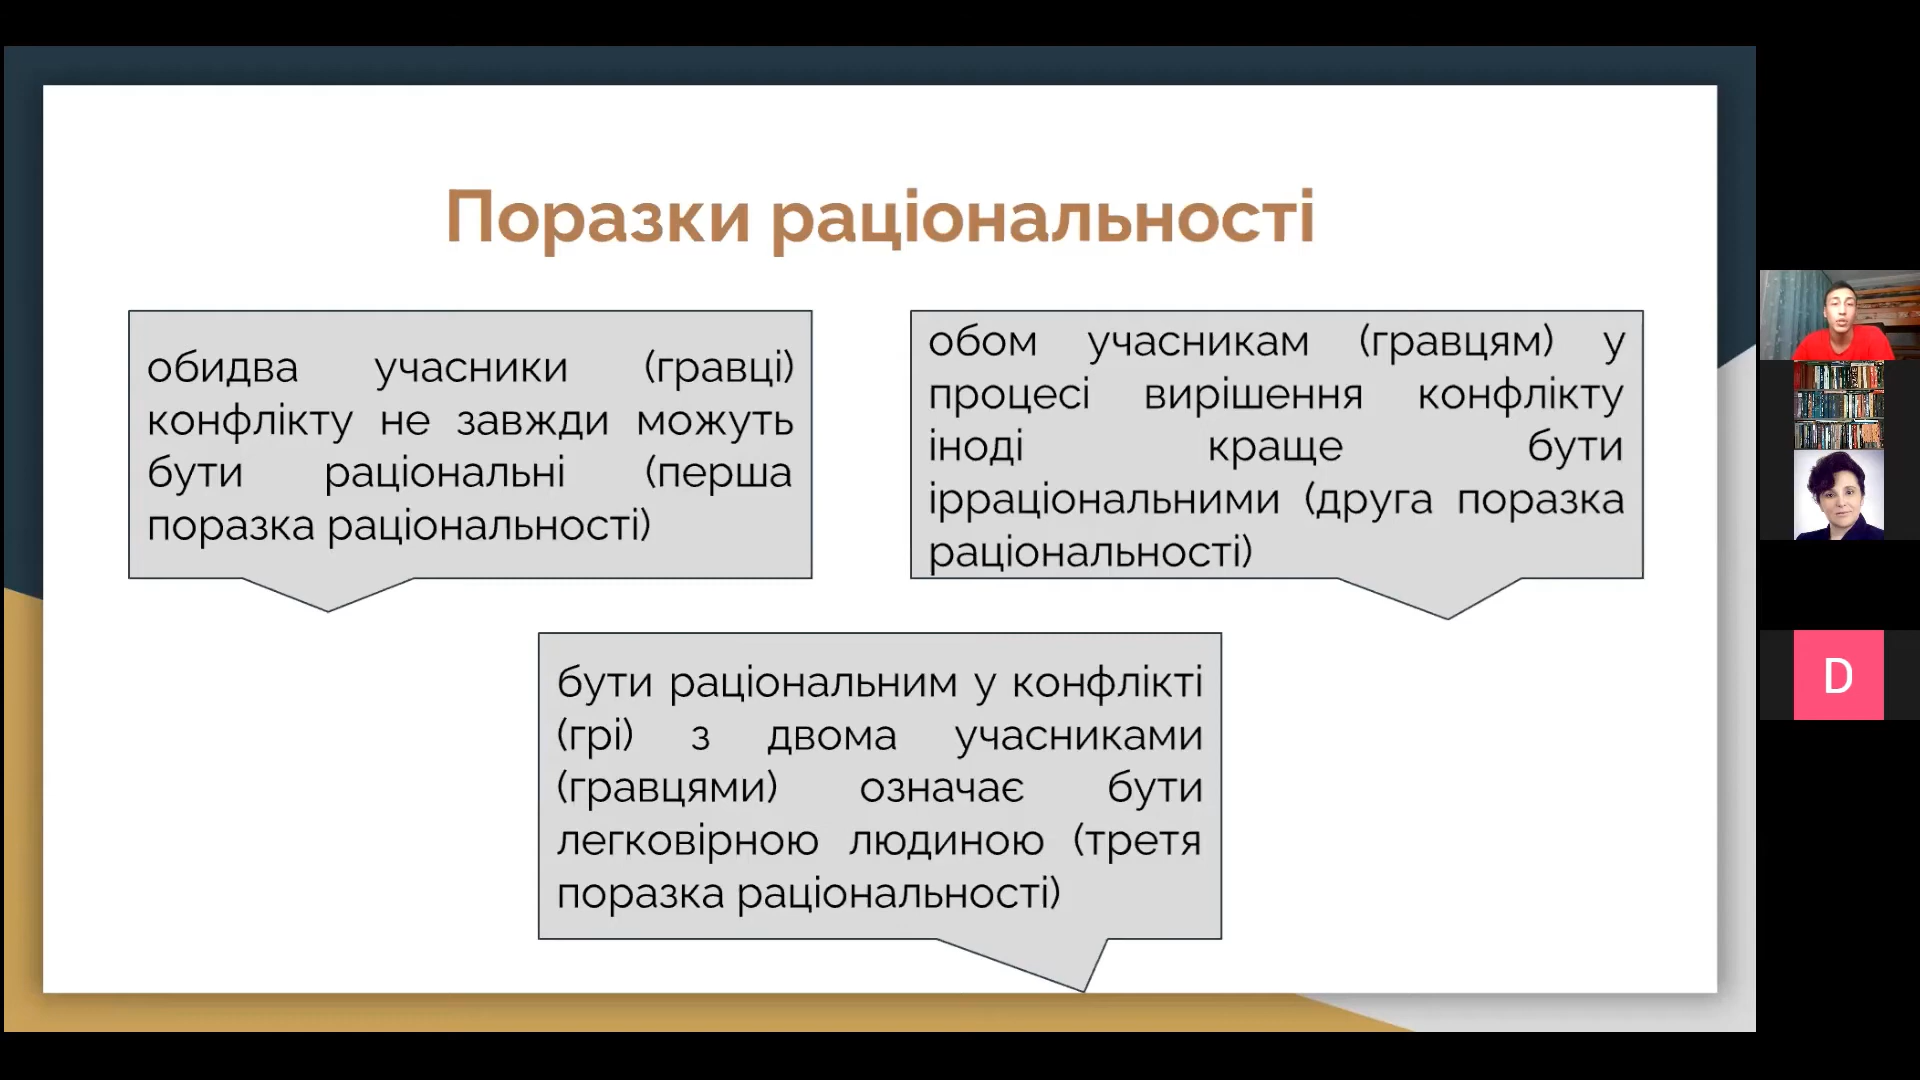 Поразки раціональності
обидва учасники (гравці)
конфлікту не завжди можуть
бути раціональні (перша
поразка раціональності)
обом учасникам (гравцям) у
процесі вирішення конфлікту
іноді краще бути
ірраціональними (друга поразка
раціональності)
бути раціональним у конфлікті
(грі) з двома учасниками
(гравцями) означає бути
легковірною людиною (третя
поразка раціональності)
D